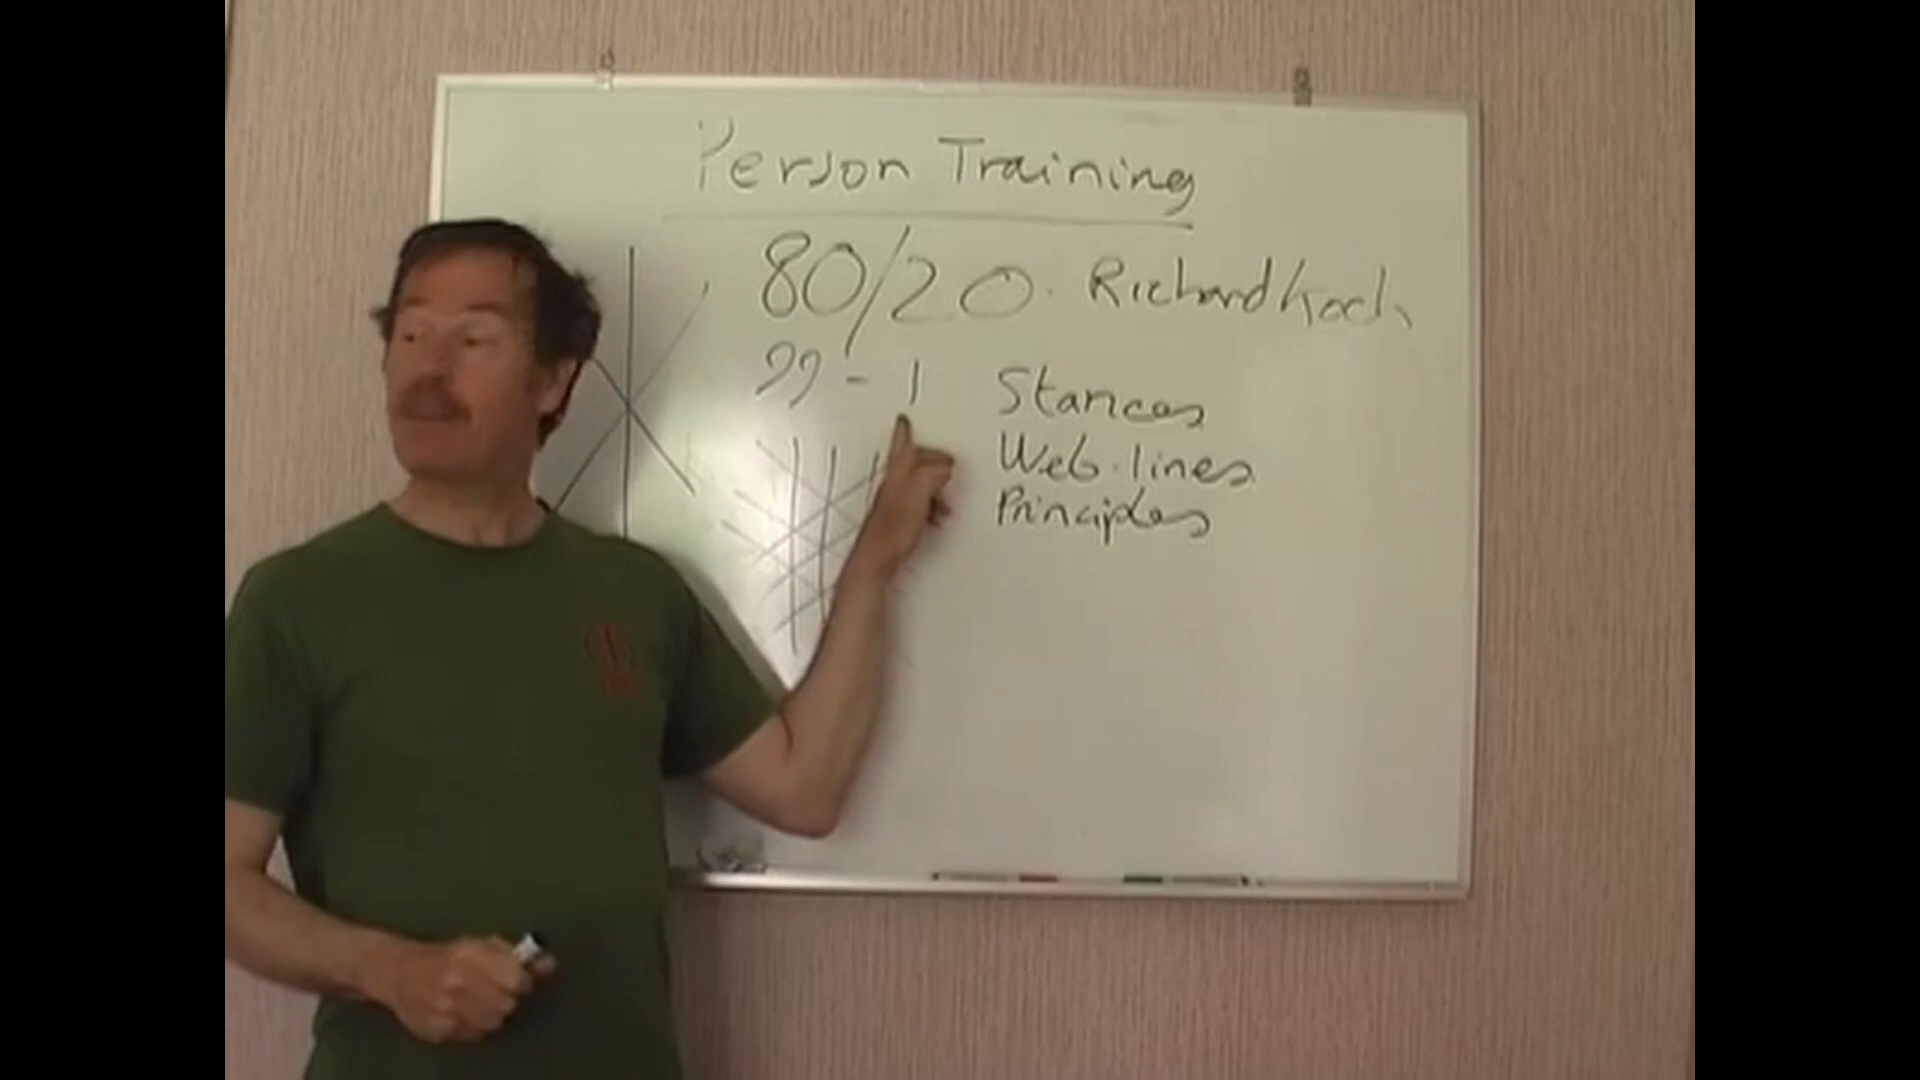 Person Training
80/20. Richard Koch
99 - 1
Stances
Web lines
Principles